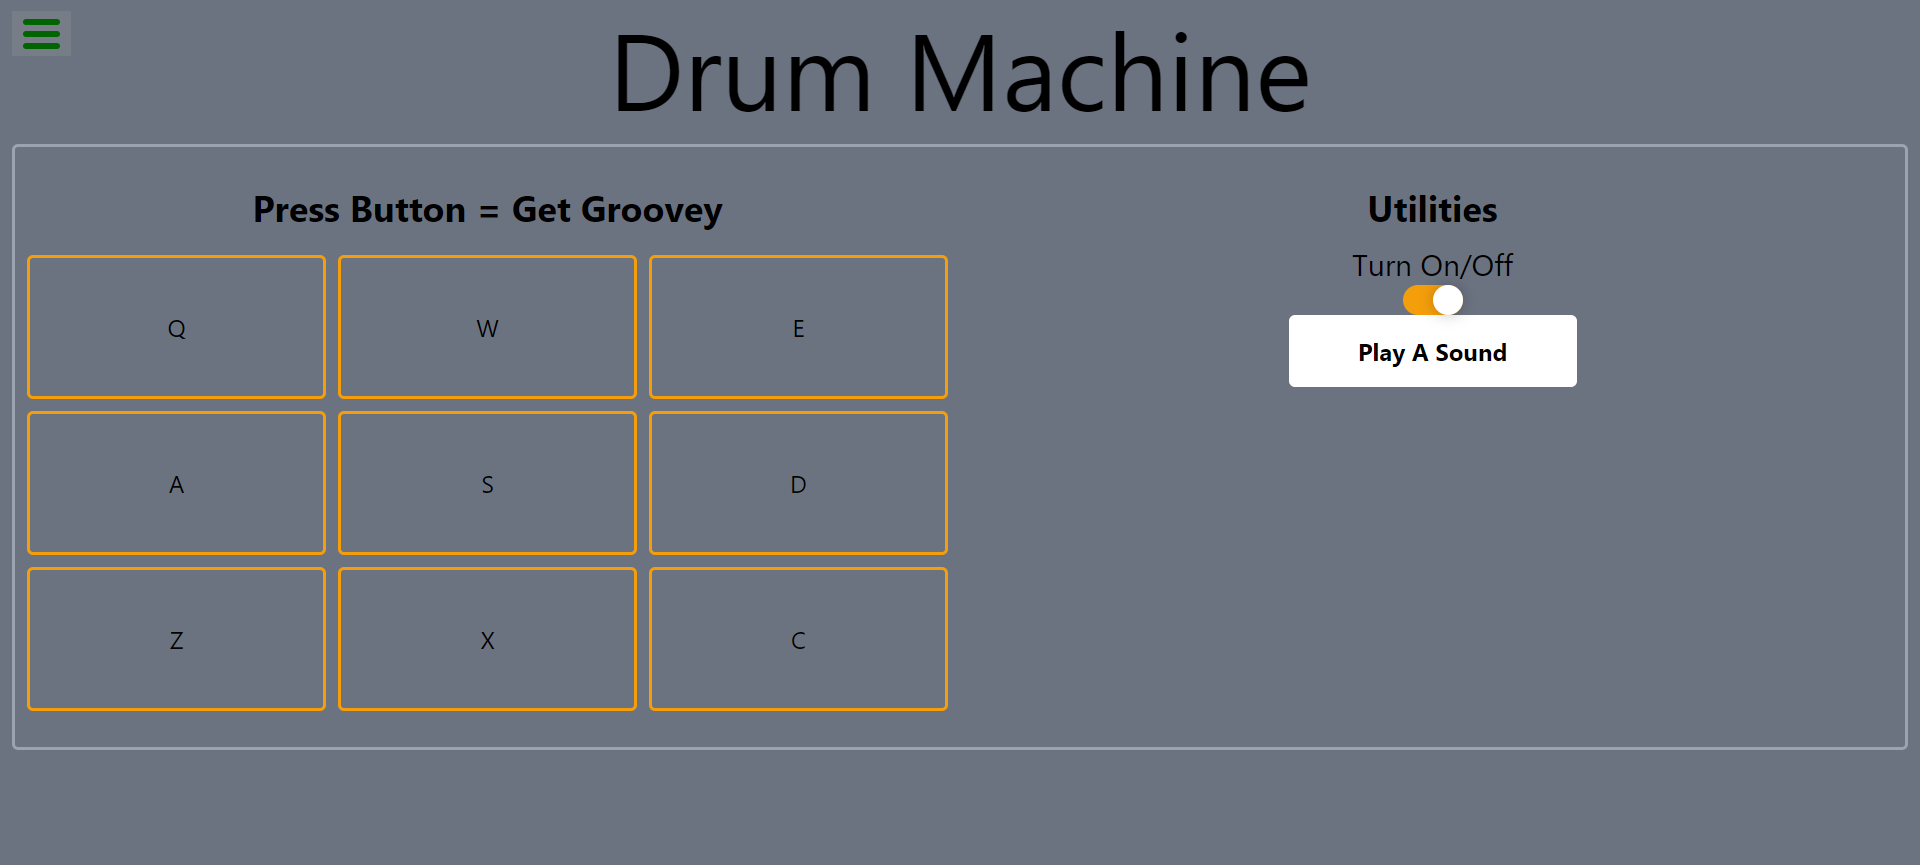 Drum Machine
Press Button = Get Groovey
Q W E
A S D
Z X C
Utilities
Turn On/Off
Play A Sound